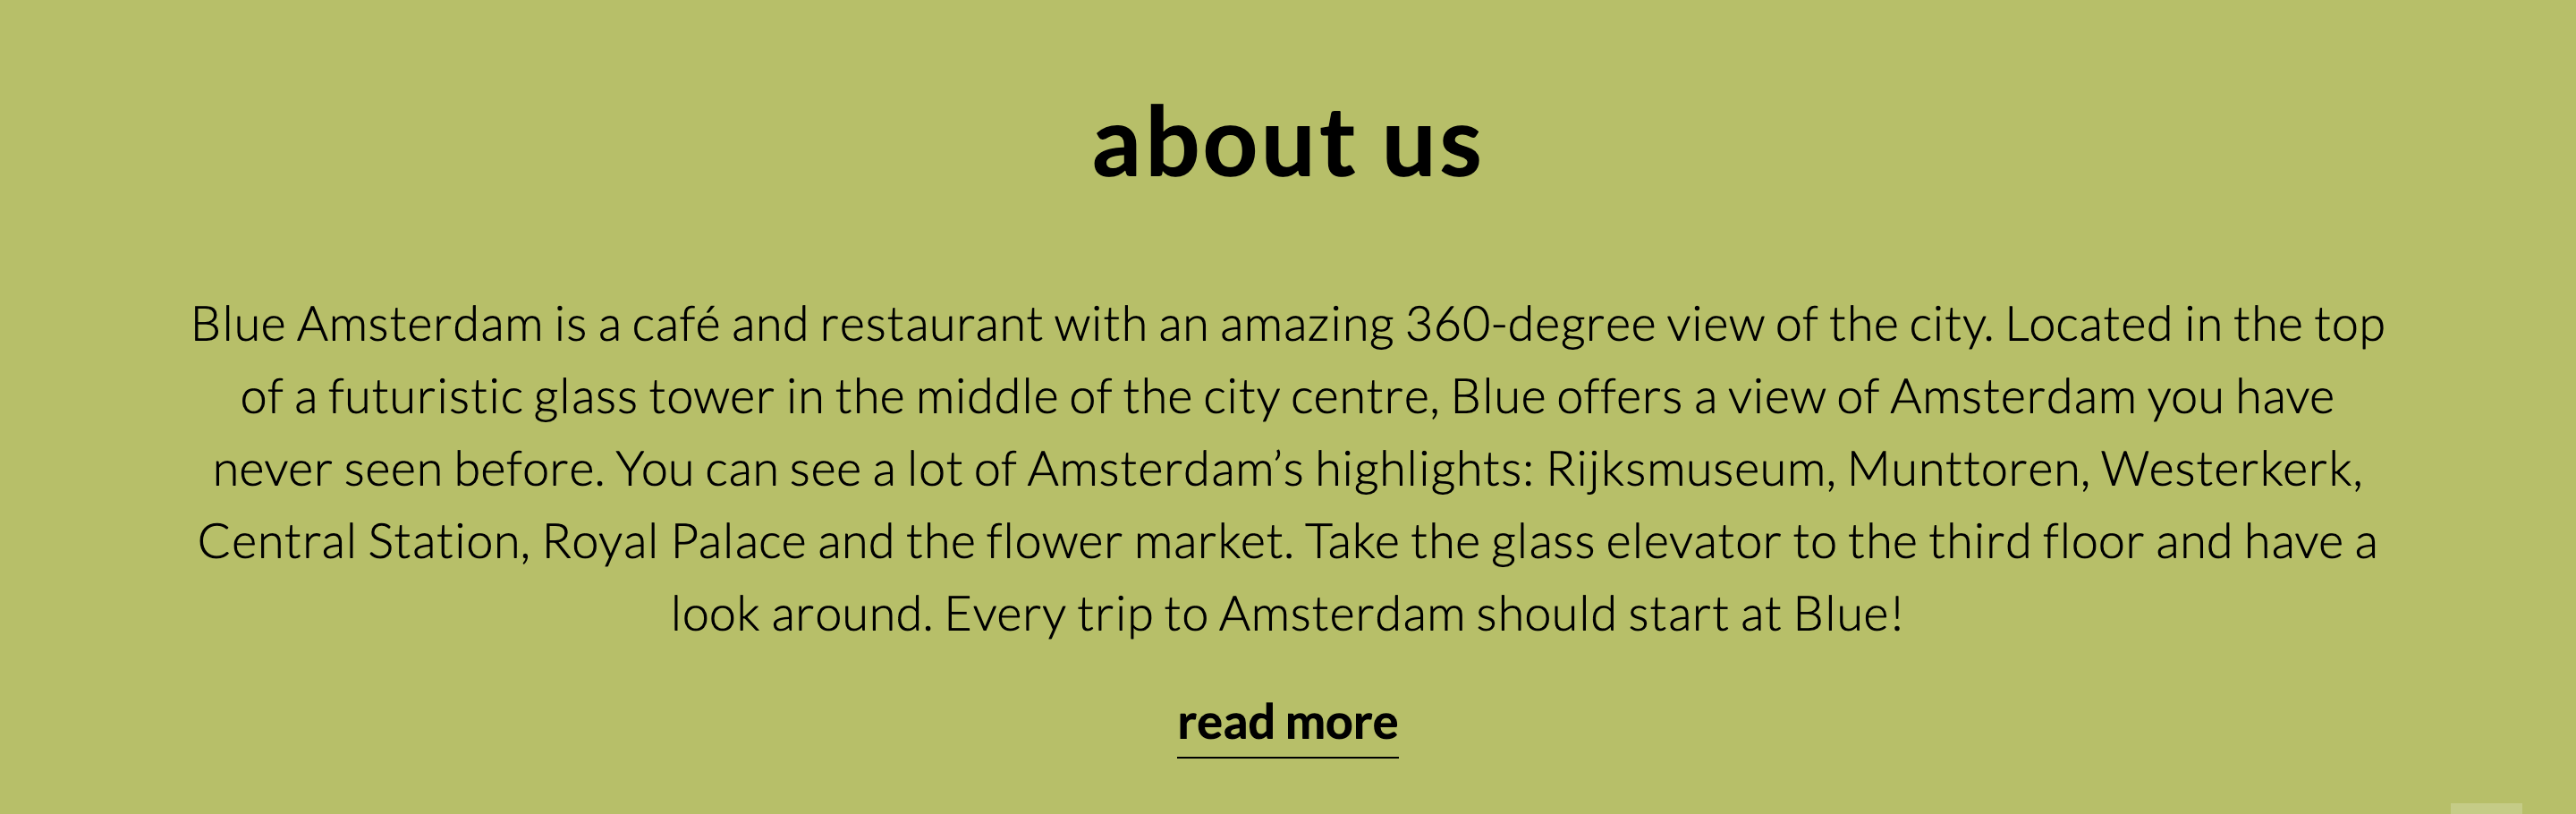 about us
Blue Amsterdam is a café and restaurant with an amazing 360-degree view of the city. Located in the top
of a futuristic glass tower in the middle of the city centre, Blue offers a view of Amsterdam you have
never seen before. You can see a lot of Amsterdam’s highlights: Rijksmuseum, Munttoren, Westerkerk,
Central Station, Royal Palace and the flower market. Take the glass elevator to the third floor and have a
look around. Every trip to Amsterdam should start at Blue!
read more